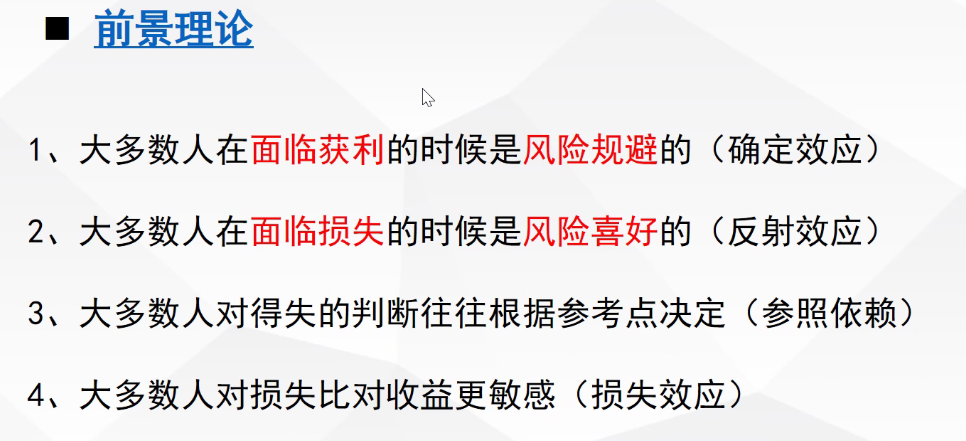 ■ 前景理论
1、大多数人在面临获利的时候是风险规避的（确定效应）
2、大多数人在面临损失的时候是风险喜好的（反射效应）
3、大多数人对得失的判断往往根据参考点决定（参照依赖）
4、大多数人对损失比对收益更敏感（损失效应）